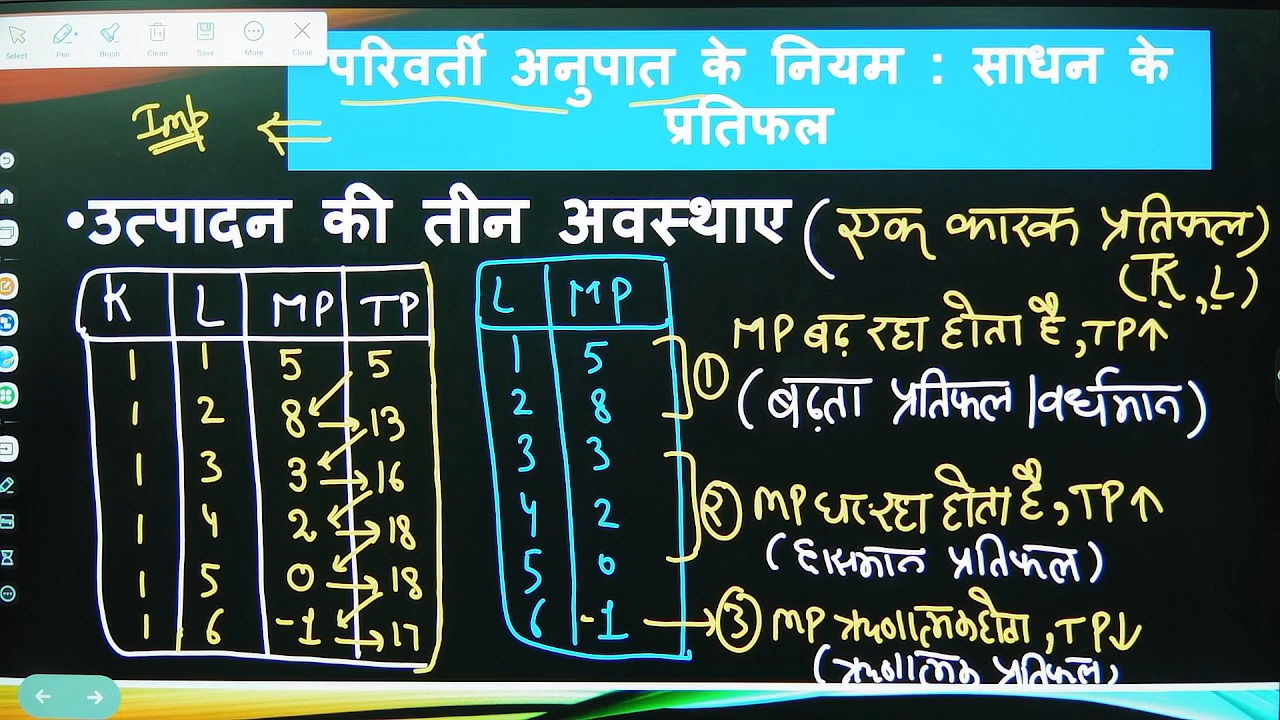 Select Pen Brush Clean Save More Close
परिवर्ती अनुपात के नियम : साधन के
प्रतिफल
Imp
•उत्पादन की तीन अवस्थाए (एक कारक प्रतिफल)
(K, L)
K L MP TP
1 1 5 5
1 2 8 13
1 3 3 16
1 4 2 18
1 5 0 18
1 6 -1 17
L MP
1 5
2 8
3 3
4 2
5 0
6 -1
① MP बढ़ रहा होता है, TP↑
(बढ़ता प्रतिफल | वर्धमान)
② MP घट रहा होता है, TP↑
(ह्रासमान प्रतिफल)
→ ③ MP ऋणात्मक होगा, TP↓
(ऋणात्मक प्रतिफल)